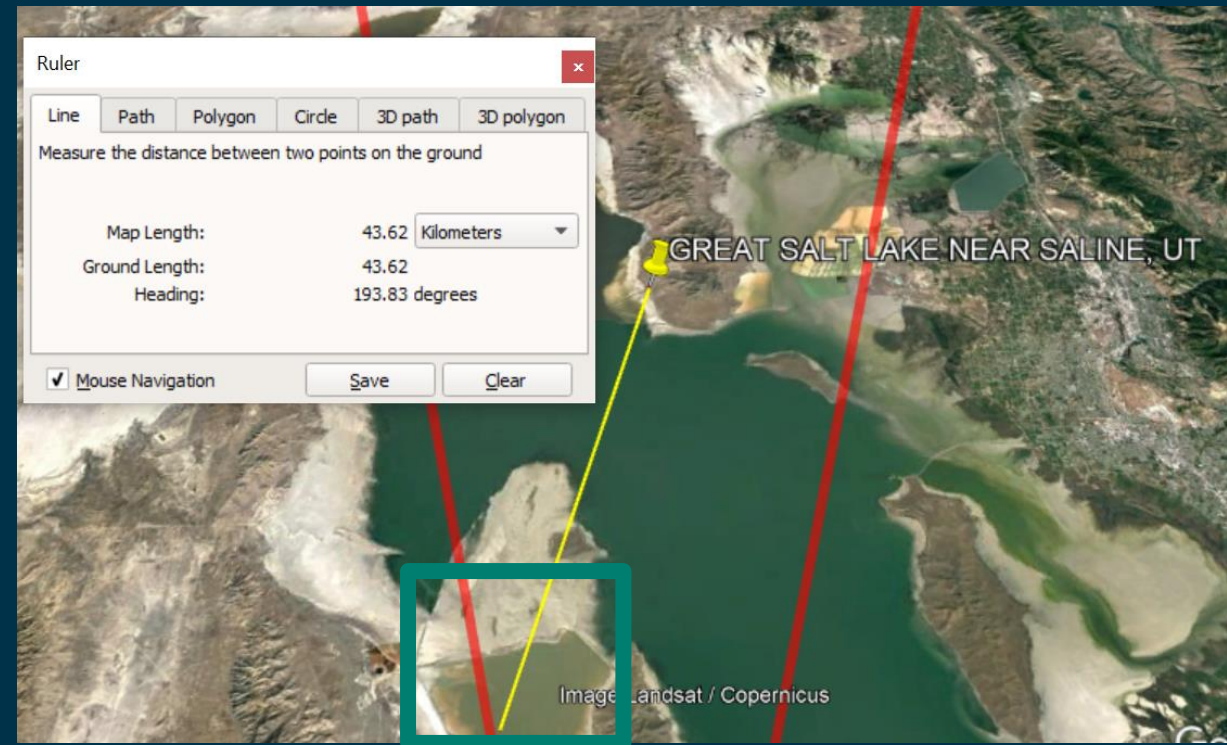 Ruler
Line Path Polygon Circle 3D path 3D polygon
Measure the distance between two points on the ground
Map Length: 43.62 Kilometers
Ground Length: 43.62
Heading: 193.83 degrees
Mouse Navigation Save Clear
GREAT SALT LAKE NEAR SALINE, UT
Image Landsat / Copernicus